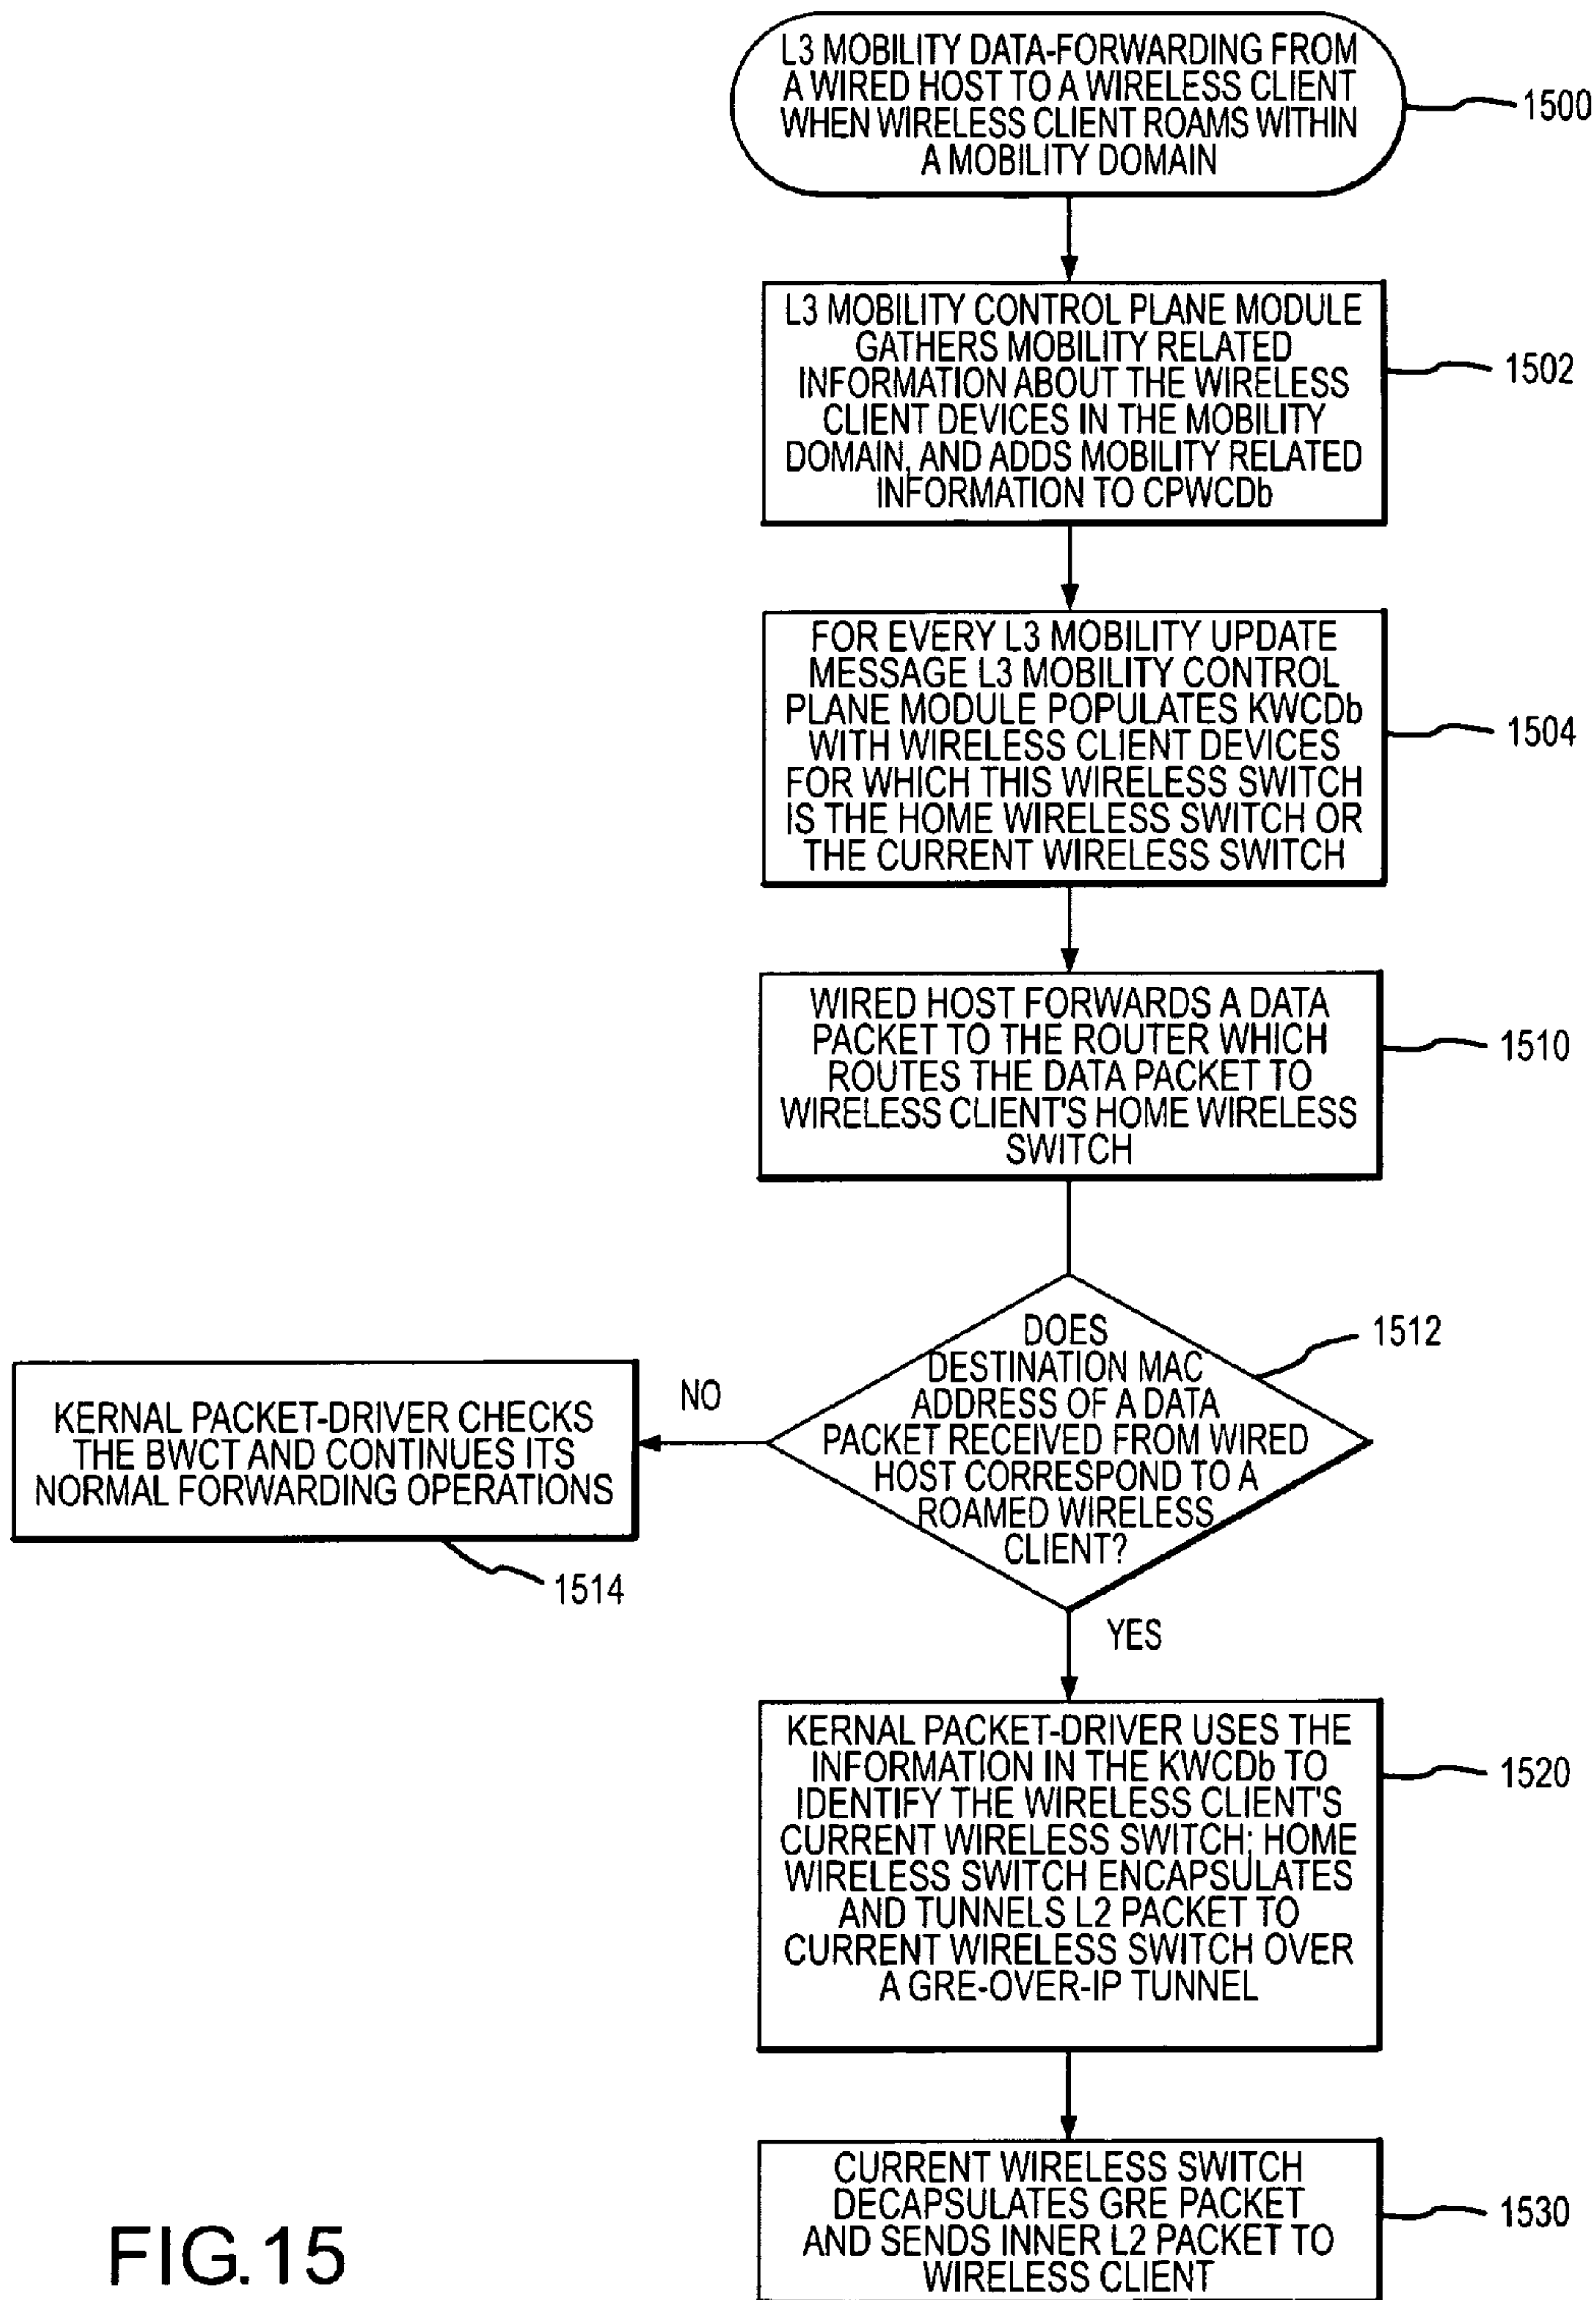 L3 MOBILITY DATA-FORWARDING FROM
A WIRED HOST TO A WIRELESS CLIENT
WHEN WIRELESS CLIENT ROAMS WITHIN
A MOBILITY DOMAIN
1500
L3 MOBILITY CONTROL PLANE MODULE
GATHERS MOBILITY RELATED
INFORMATION ABOUT THE WIRELESS
CLIENT DEVICES IN THE MOBILITY
DOMAIN, AND ADDS MOBILITY RELATED
INFORMATION TO CPWCDb
1502
FOR EVERY L3 MOBILITY UPDATE
MESSAGE L3 MOBILITY CONTROL
PLANE MODULE POPULATES KWCDb
WITH WIRELESS CLIENT DEVICES
FOR WHICH THIS WIRELESS SWITCH
IS THE HOME WIRELESS SWITCH OR
THE CURRENT WIRELESS SWITCH
1504
WIRED HOST FORWARDS A DATA
PACKET TO THE ROUTER WHICH
ROUTES THE DATA PACKET TO
WIRELESS CLIENT'S HOME WIRELESS
SWITCH
1510
DOES
DESTINATION MAC
ADDRESS OF A DATA
PACKET RECEIVED FROM WIRED
HOST CORRESPOND TO A
ROAMED WIRELESS
CLIENT?
1512
NO
KERNAL PACKET-DRIVER CHECKS
THE BWCT AND CONTINUES ITS
NORMAL FORWARDING OPERATIONS
1514
YES
KERNAL PACKET-DRIVER USES THE
INFORMATION IN THE KWCDb TO
IDENTIFY THE WIRELESS CLIENT'S
CURRENT WIRELESS SWITCH; HOME
WIRELESS SWITCH ENCAPSULATES
AND TUNNELS L2 PACKET TO
CURRENT WIRELESS SWITCH OVER
A GRE-OVER-IP TUNNEL
1520
CURRENT WIRELESS SWITCH
DECAPSULATES GRE PACKET
AND SENDS INNER L2 PACKET TO
WIRELESS CLIENT
1530
FIG.15